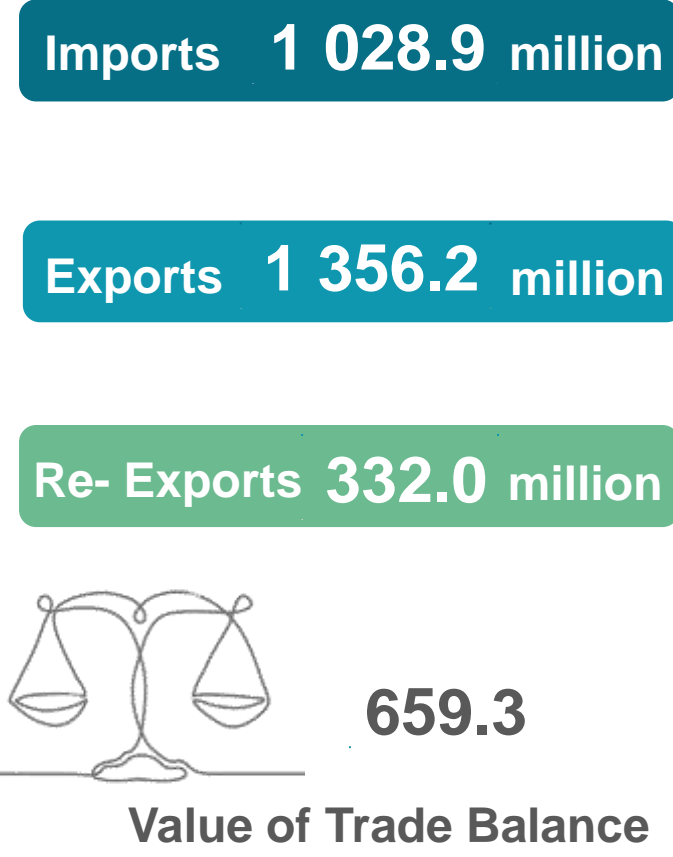 Imports 1 028.9 million
Exports 1 356.2 million
Re- Exports 332.0 million
659.3
Value of Trade Balance